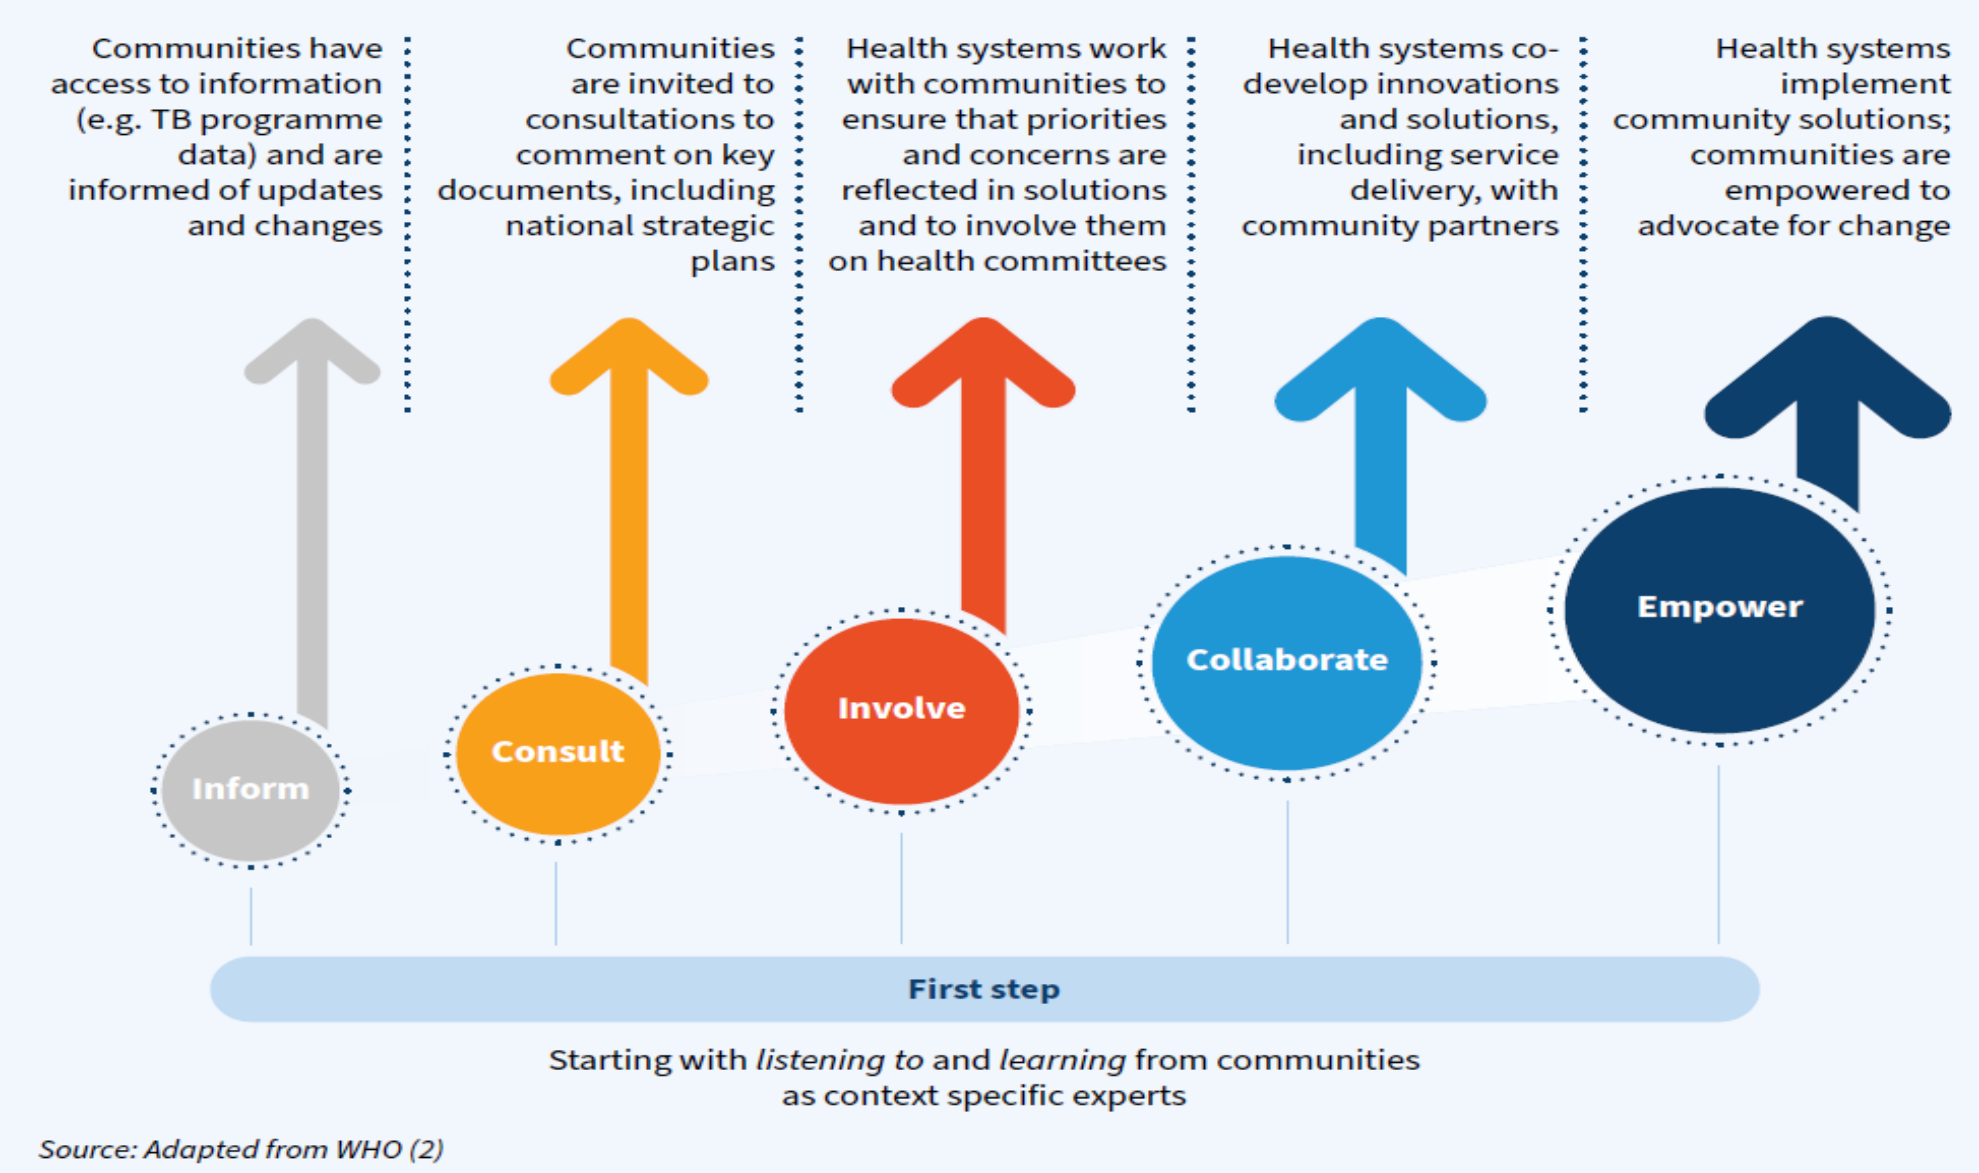 Communities have
access to information
(e.g. TB programme
data) and are
informed of updates
and changes
Communities
are invited to
consultations to
comment on key
documents, including
national strategic
plans
Health systems work
with communities to
ensure that priorities
and concerns are
reflected in solutions
and to involve them
on health committees
Health systems co-
develop innovations
and solutions,
including service
delivery, with
community partners
Health systems
implement
community solutions;
communities are
empowered to
advocate for change
Inform
Consult
Involve
Collaborate
Empower
First step
Starting with listening to and learning from communities
as context specific experts
Source: Adapted from WHO (2)